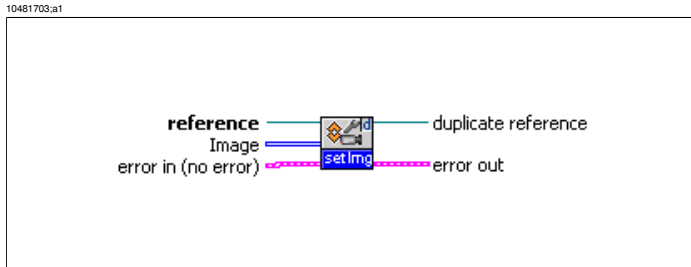 10481703;a1
reference
duplicate reference
Image
d
setImg
error in (no error)
error out